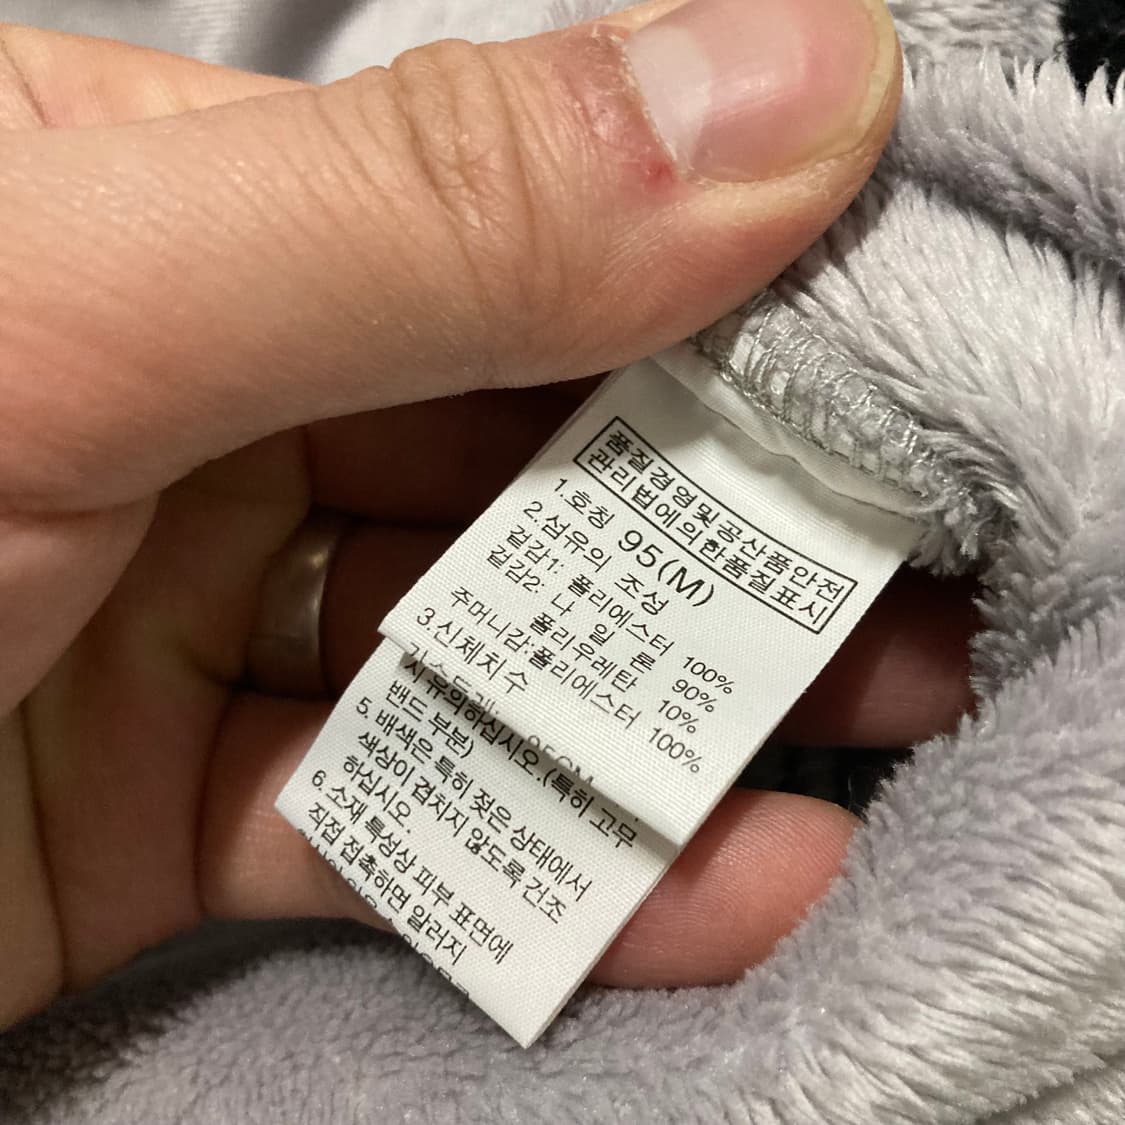 품질경영및공산품안전
관리법에의한품질표시
1.호칭 95(M)
2.섬유의 조성
겉감1: 폴리에스터 100%
겉감2: 나 일 론 90%
폴리우레탄 10%
주머니감:폴리에스터 100%
3.신체치수
가슴둘레 95CM
유의하십시오.(특히 고무
밴드 부분)
5. 배색은 특히 젖은 상태에서
색상이 겹치지 않도록 건조
하십시오.
6.소재 특성상 피부 표면에
직접 접촉하면 알러지